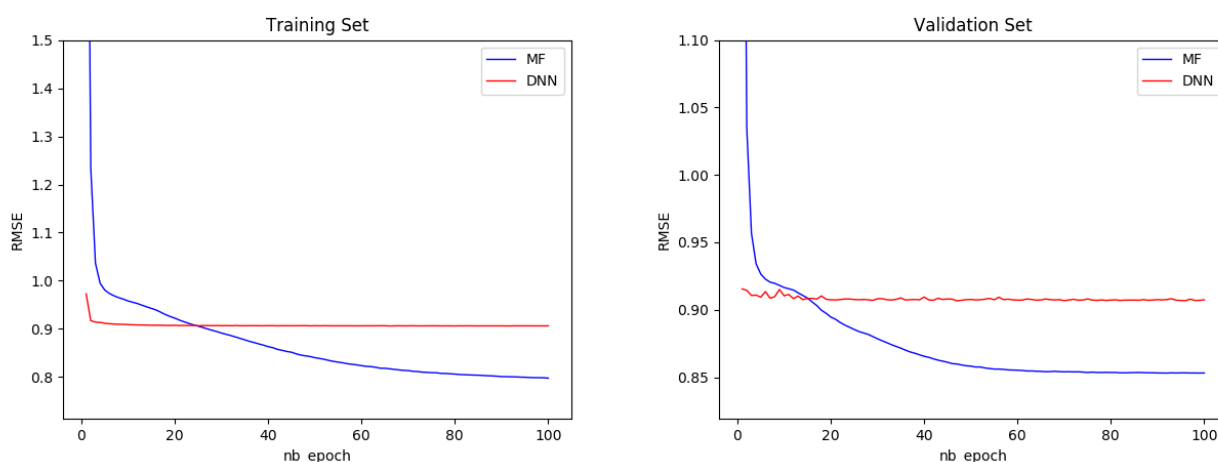 Training Set
1.5
1.4
1.3
1.2
1.1
1.0
0.9
0.8
RMSE
MF
DNN
0 20 40 60 80 100
nb_epoch
Validation Set
1.10
1.05
1.00
0.95
0.90
0.85
RMSE
MF
DNN
0 20 40 60 80 100
nb_epoch